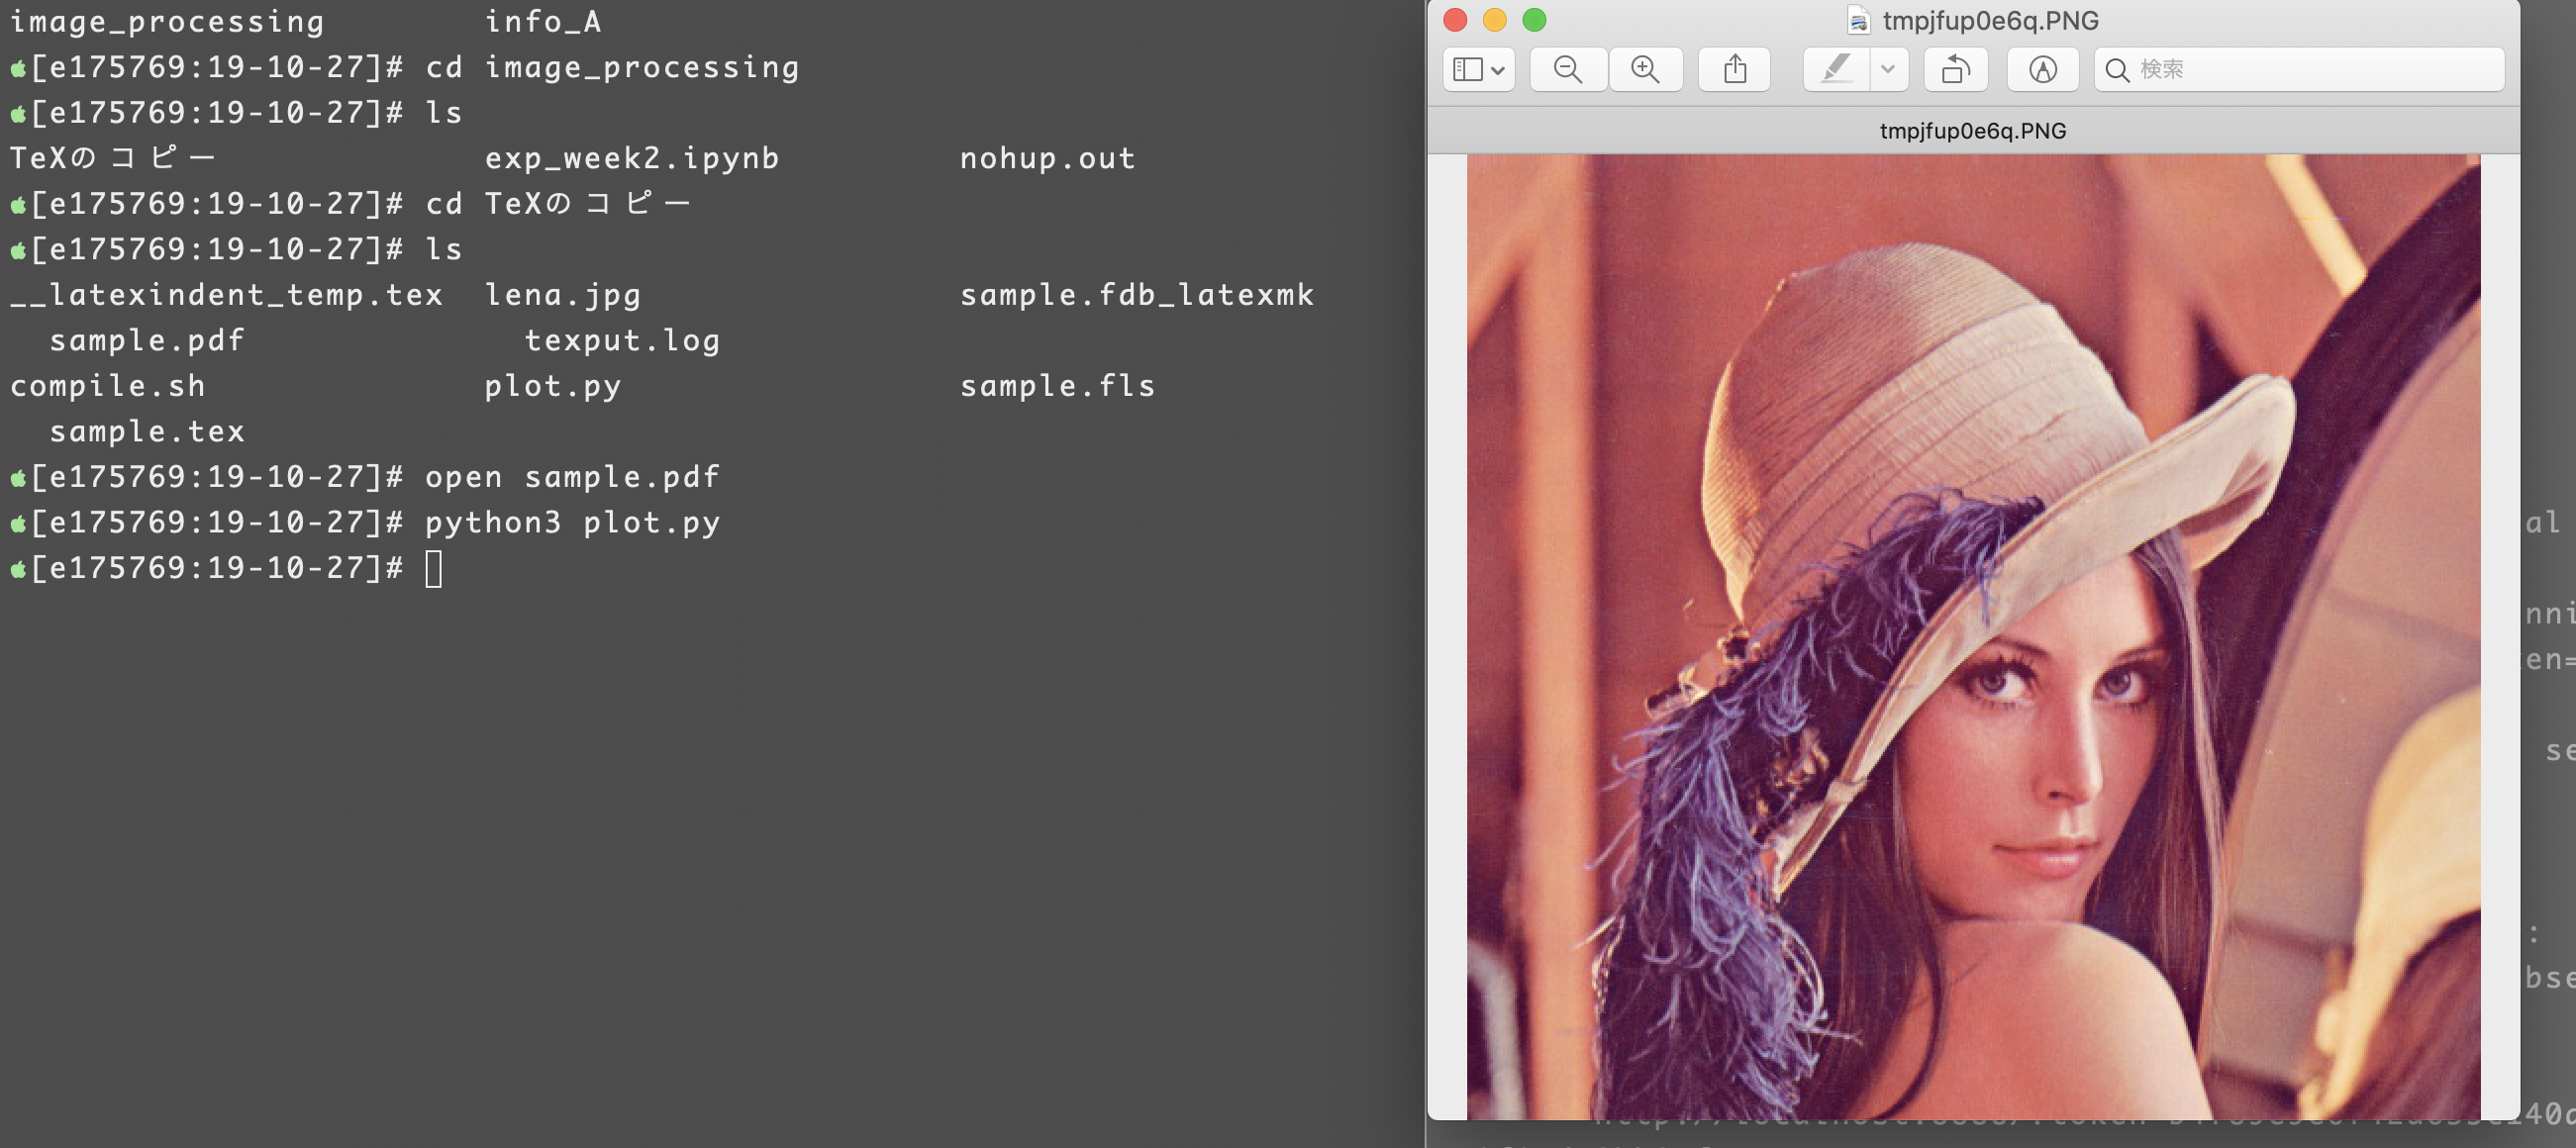 image_processing info_A
[e175769:19-10-27]# cd image_processing
[e175769:19-10-27]# ls
TeXのコピー exp_week2.ipynb nohup.out
[e175769:19-10-27]# cd TeXのコピー
[e175769:19-10-27]# ls
__latexindent_temp.tex lena.jpg sample.fdb_latexmk
sample.pdf texput.log
compile.sh plot.py sample.fls
sample.tex
[e175769:19-10-27]# open sample.pdf
[e175769:19-10-27]# python3 plot.py
[e175769:19-10-27]#
tmpjfup0e6q.PNG
検索
tmpjfup0e6q.PNG
al
nni
en=
se
:
bse